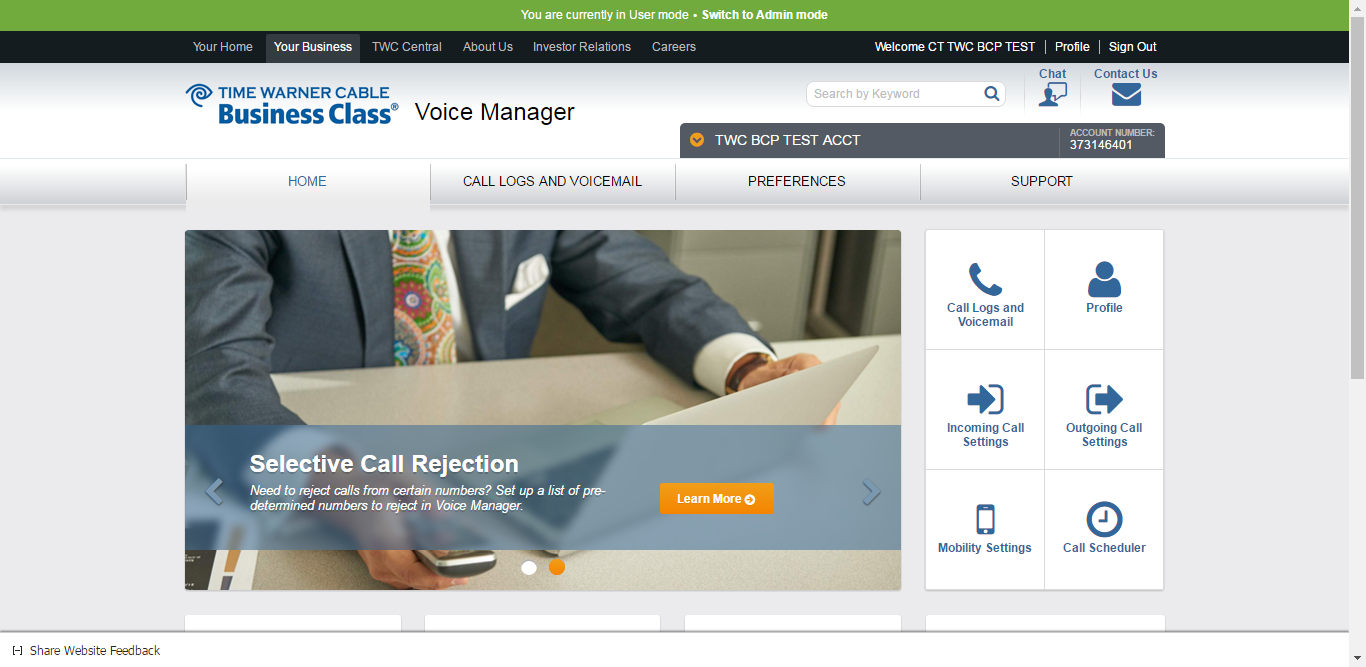 You are currently in User mode • Switch to Admin mode
Your Home Your Business TWC Central About Us Investor Relations Careers Welcome CT TWC BCP TEST | Profile | Sign Out
TIME WARNER CABLE
Business Class® Voice Manager
Search by Keyword
Chat
Contact Us
TWC BCP TEST ACCT
ACCOUNT NUMBER:
373146401
HOME CALL LOGS AND VOICEMAIL PREFERENCES SUPPORT
Selective Call Rejection
Need to reject calls from certain numbers? Set up a list of pre-
determined numbers to reject in Voice Manager.
Learn More
Call Logs and
Voicemail
Profile
Incoming Call
Settings
Outgoing Call
Settings
Mobility Settings
Call Scheduler
[-] Share Website Feedback